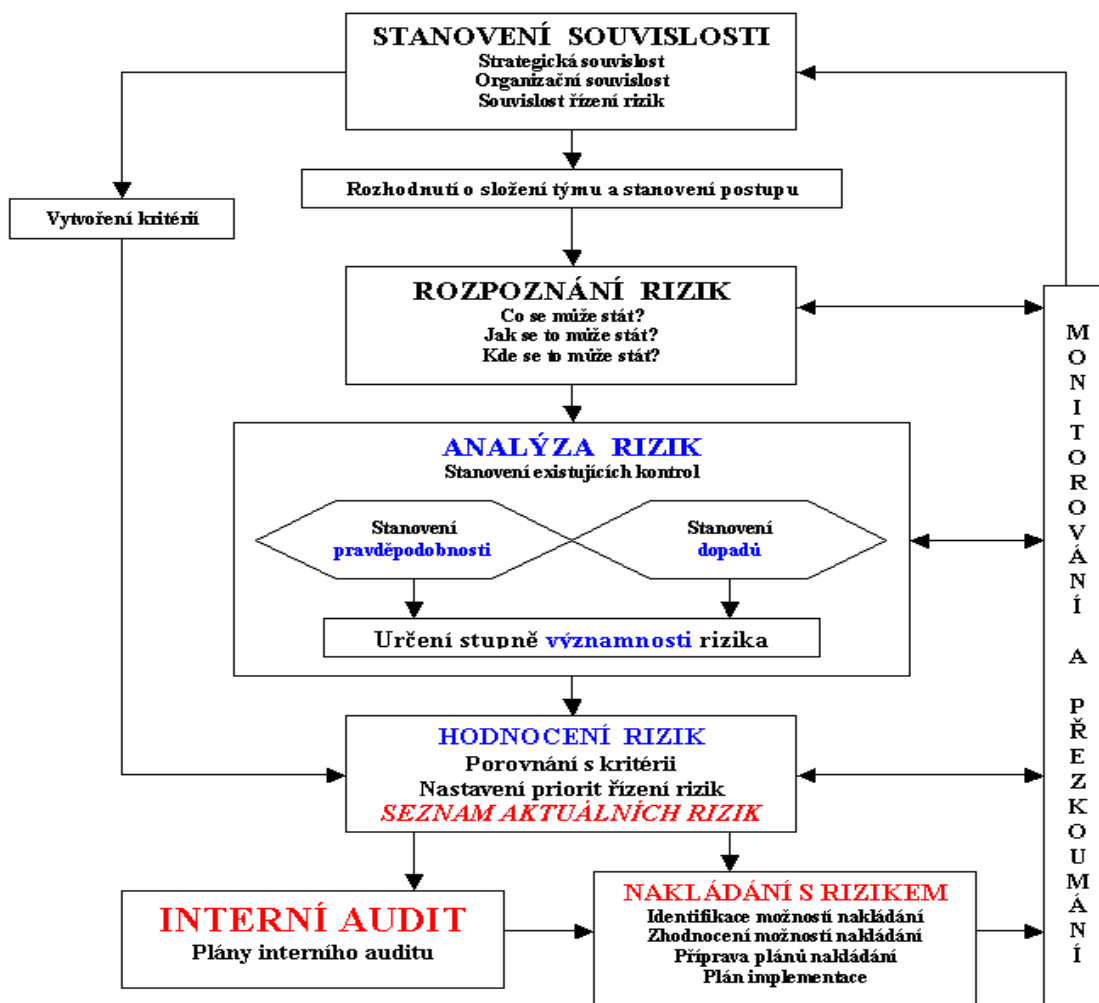 STANOVENÍ SOUVISLOSTI
Strategická souvislost
Organizační souvislost
Souvislost řízení rizik
Rozhodnutí o složení týmu a stanovení postupu
Vytvoření kritérií
ROZPOZNÁNÍ RIZIK
Co se může stát?
Jak se to může stát?
Kde se to může stát?
ANALÝZA RIZIK
Stanovení existujících kontrol
Stanovení
pravděpodobnosti
Stanovení
dopadů
Určení stupně významnosti rizika
HODNOCENÍ RIZIK
Porovnání s kritérii
Nastavení priorit řízení rizik
SEZNAM AKTUÁLNÍCH RIZIK
INTERNÍ AUDIT
Plány interního auditu
NAKLÁDÁNÍ S RIZIKEM
Identifikace možností nakládání
Zhodnocení možností nakládání
Příprava plánů nakládání
Plán implementace
MONITOROVÁNÍ A PŘEZKOUMÁNÍ